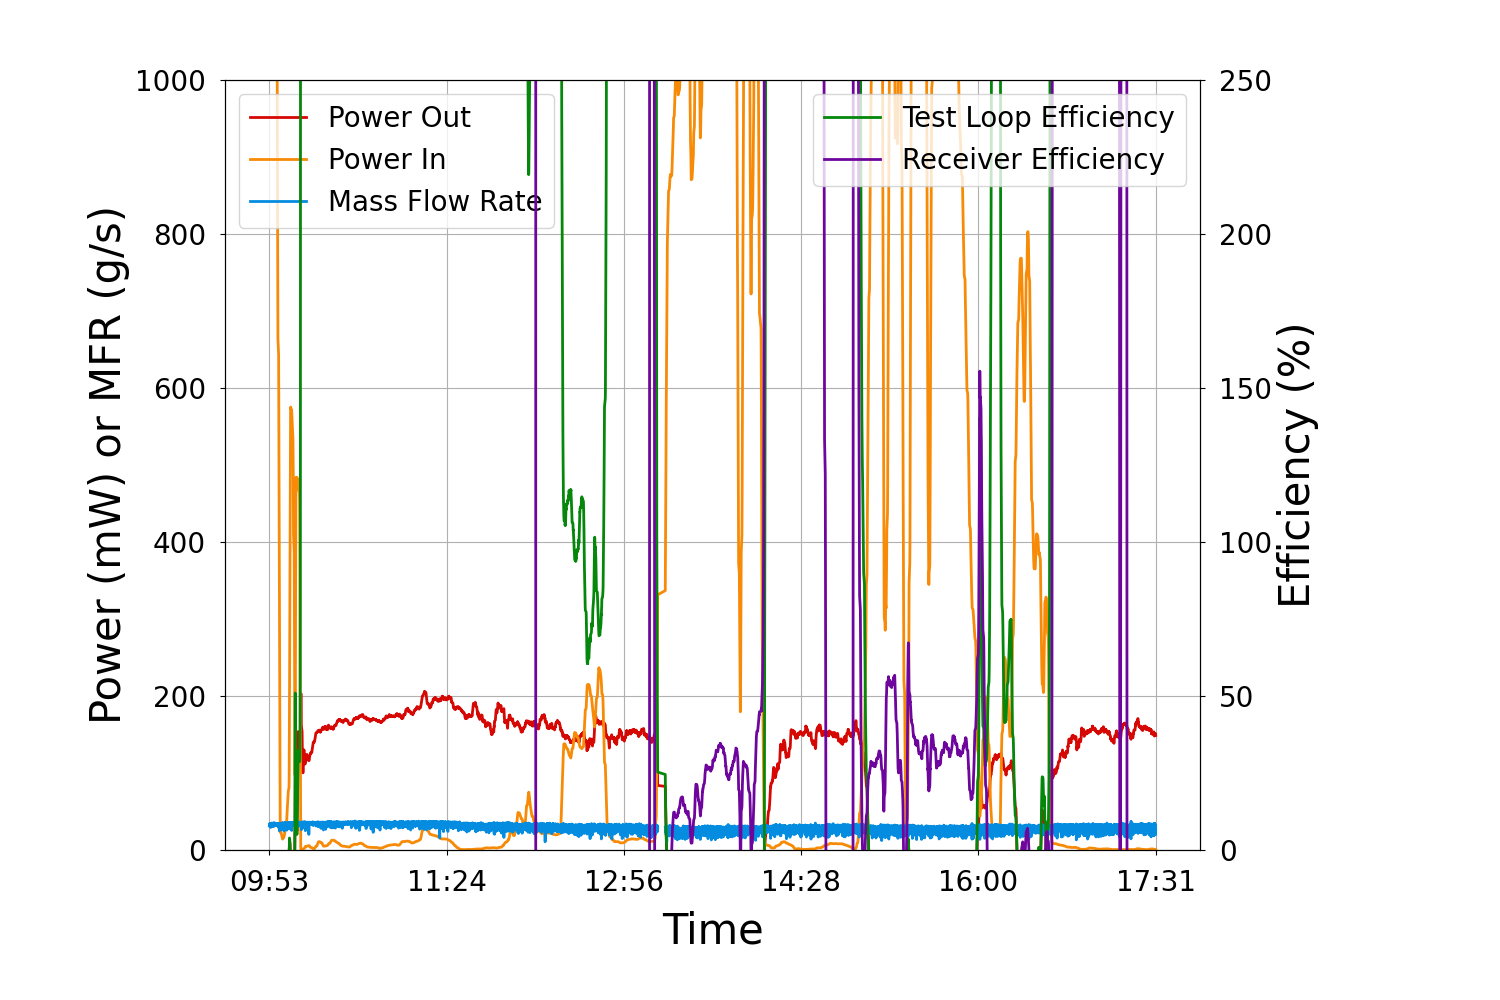 Power (mW) or MFR (g/s)
1000
800
600
400
200
0
Power Out
Power In
Mass Flow Rate
Test Loop Efficiency
Receiver Efficiency
250
200
150
100
50
0
Efficiency (%)
09:53 11:24 12:56 14:28 16:00 17:31
Time